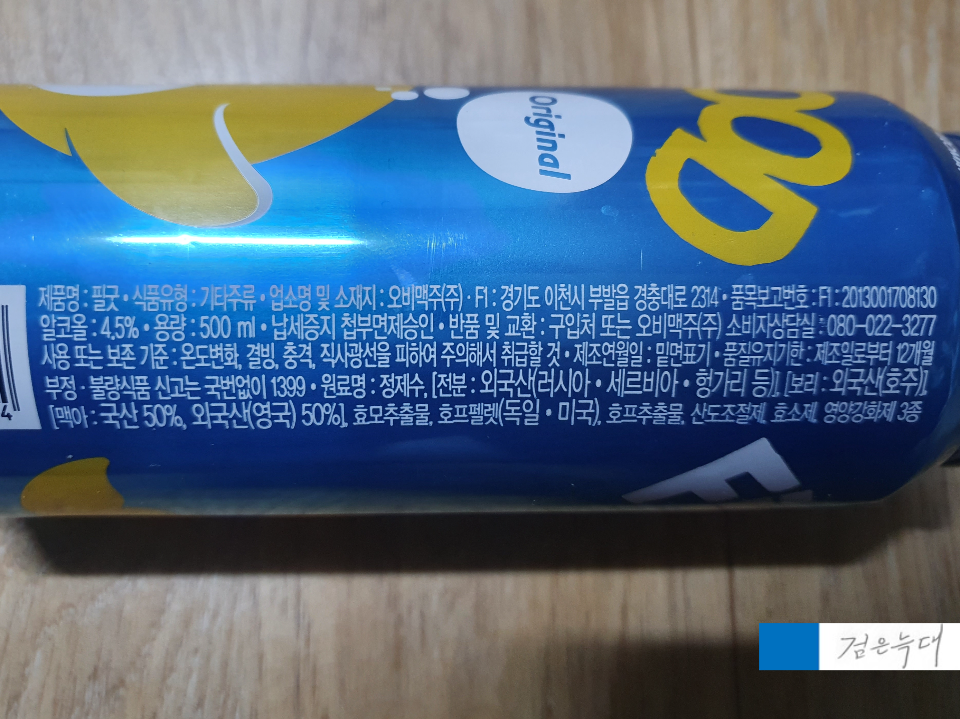 Original
제품명 : 필굿 • 식품유형 : 기타주류 • 업소명 및 소재지 : 오비맥주(주) · F1 : 경기도 이천시 부발읍 경충대로 2314 • 품목보고번호 : F1 : 2013001708130
알코올 : 4.5% • 용량 : 500 ml • 납세증지 첩부면제승인 • 반품 및 교환 : 구입처 또는 오비맥주(주) 소비자상담실 : 080-022-3277
사용 또는 보존 기준 : 온도변화, 결빙, 충격, 직사광선을 피하여 주의해서 취급할 것 • 제조연월일 : 밑면표기 • 품질유지기한 : 제조일로부터 12개월
부정 · 불량식품 신고는 국번없이 1399 • 원료명 : 정제수, [전분 : 외국산(러시아 • 세르비아 • 헝가리 등)], [보리 : 외국산(호주)],
[맥아 : 국산 50%, 외국산(영국) 50%], 효모추출물, 호프펠렛(독일 • 미국), 호프추출물, 산도조절제, 효소제, 영양강화제 3종
4
검은늑대